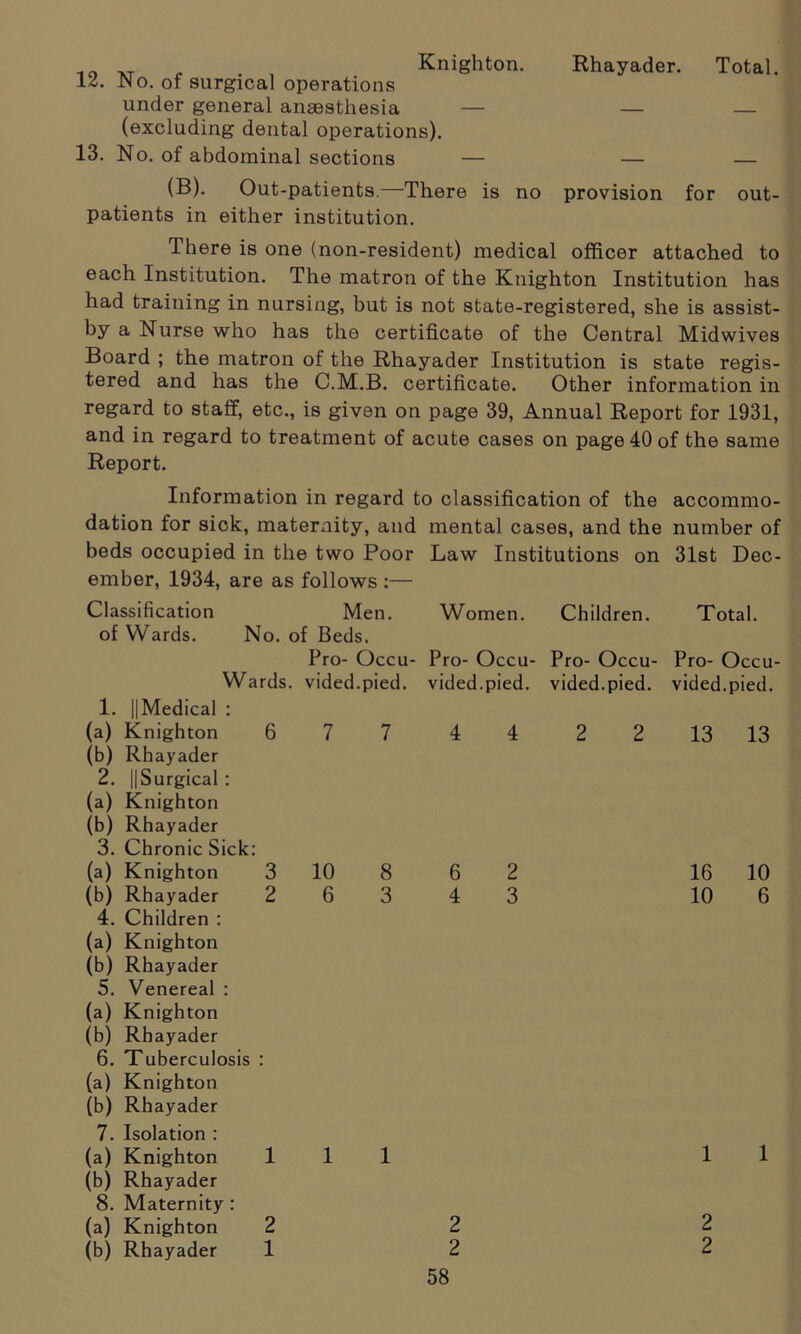 Knighton. Rhayader. Total.
12. No. of surgical operations
under general anæsthesia — — —
(excluding dental operations).
13. No. of abdominal sections — — —
(B). Out-patients.—There is no provision for out-
patients in either institution.
There is one (non-resident) medical officer attached to
each Institution. The matron of the Knighton Institution has
had training in nursing, but is not state-registered, she is assist-
by a Nurse who has the certificate of the Central Midwives
Board ; the matron of the Rhayader Institution is state regis-
tered and has the C.M.B. certificate. Other information in
regard to staff, etc., is given on page 39, Annual Report for 1931,
and in regard to treatment of acute cases on page 40 of the same
Report.
Information in regard to classification of the accommo-
dation for sick, maternity, and mental cases, and the number of
beds occupied in the two Poor Law Institutions on 31st Dec-
ember, 1934, are as follows :—
Classification Men. Women. Children. Total.
of Wards. No. of Beds.
Pro- Occu- Pro- Occu- Pro- Occu- Pro- Occu-
Wards. vided.pied. vided.pied. vided.pied. vided.pied.
1. ||Medical :
(a) Knighton 6 7 7 4 4 2 2 13 13
(b) Rhayader
2. ||Surgical :
(a) Knighton
(b) Rhayader
3. Chronic Sick:
(a) Knighton 3 10 8 6 2 16 10
(b) Rhayader 2 6 3 4 3 10 6
4. Children :
(a) Knighton
(b) Rhayader
5. Venereal :
(a) Knighton
(b) Rhayader
6. Tuberculosis :
(a) Knighton
(b) Rhayader
7. Isolation :
(a) Knighton 1 1 1 1 1
(b) Rhayader
8. Maternity :
(a) Knighton 2 2 2
(b) Rhayader 1 2 2
58